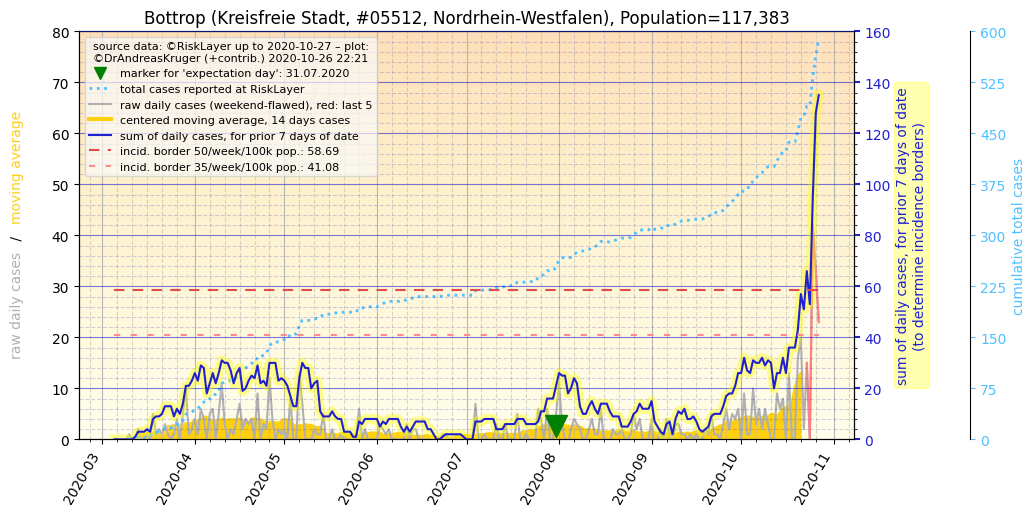 Bottrop (Kreisfreie Stadt, #05512, Nordrhein-Westfalen), Population=117,383
source data: ©RiskLayer up to 2020-10-27 – plot:
©DrAndreasKruger (+contrib.) 2020-10-26 22:21
marker for 'expectation day': 31.07.2020
total cases reported at RiskLayer
raw daily cases (weekend-flawed), red: last 5
centered moving average, 14 days cases
sum of daily cases, for prior 7 days of date
incid. border 50/week/100k pop.: 58.69
incid. border 35/week/100k pop.: 41.08
raw daily cases / moving average
80
70
60
50
40
30
20
10
0
2020-03
2020-04
2020-05
2020-06
2020-07
2020-08
2020-09
2020-10
2020-11
160
140
120
100
80
60
40
20
0
sum of daily cases, for prior 7 days of date
(to determine incidence borders)
600
525
450
375
300
225
150
75
0
cumulative total cases